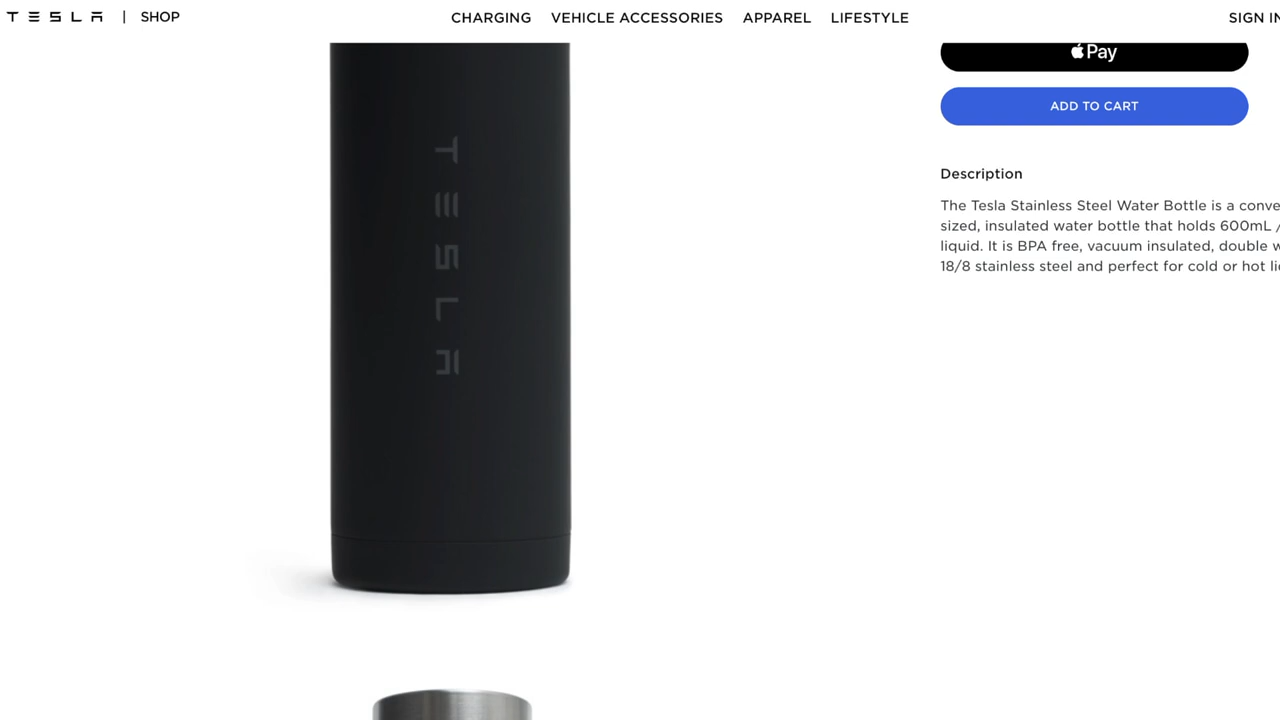 TESLA | SHOP
CHARGING VEHICLE ACCESSORIES APPAREL LIFESTYLE
SIGN IN
Pay
ADD TO CART
TESLA
Description
The Tesla Stainless Steel Water Bottle is a
sized, insulated water bottle that holds 600mL /
liquid. It is BPA free, vacuum insulated, double
18/8 stainless steel and perfect for cold or hot